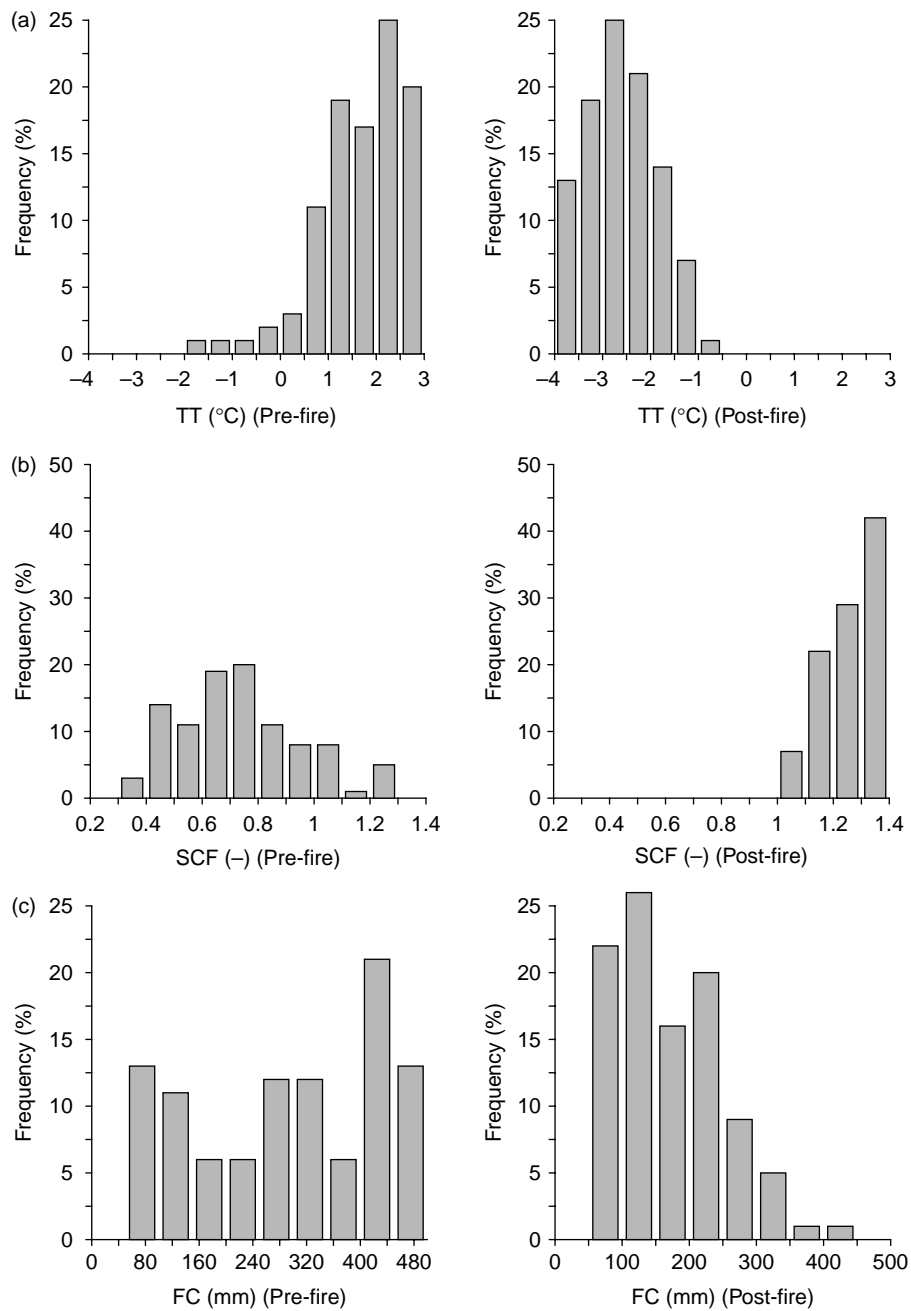 (a)
Frequency (%)
25
20
15
10
5
0
–4 –3 –2 –1 0 1 2 3
TT (°C) (Pre-fire)
Frequency (%)
25
20
15
10
5
0
–4 –3 –2 –1 0 1 2 3
TT (°C) (Post-fire)
(b)
Frequency (%)
50
40
30
20
10
0
0.2 0.4 0.6 0.8 1 1.2 1.4
SCF (–) (Pre-fire)
Frequency (%)
50
40
30
20
10
0
0.2 0.4 0.6 0.8 1 1.2 1.4
SCF (–) (Post-fire)
(c)
Frequency (%)
25
20
15
10
5
0
0 80 160 240 320 400 480
FC (mm) (Pre-fire)
Frequency (%)
25
20
15
10
5
0
0 100 200 300 400 500
FC (mm) (Post-fire)